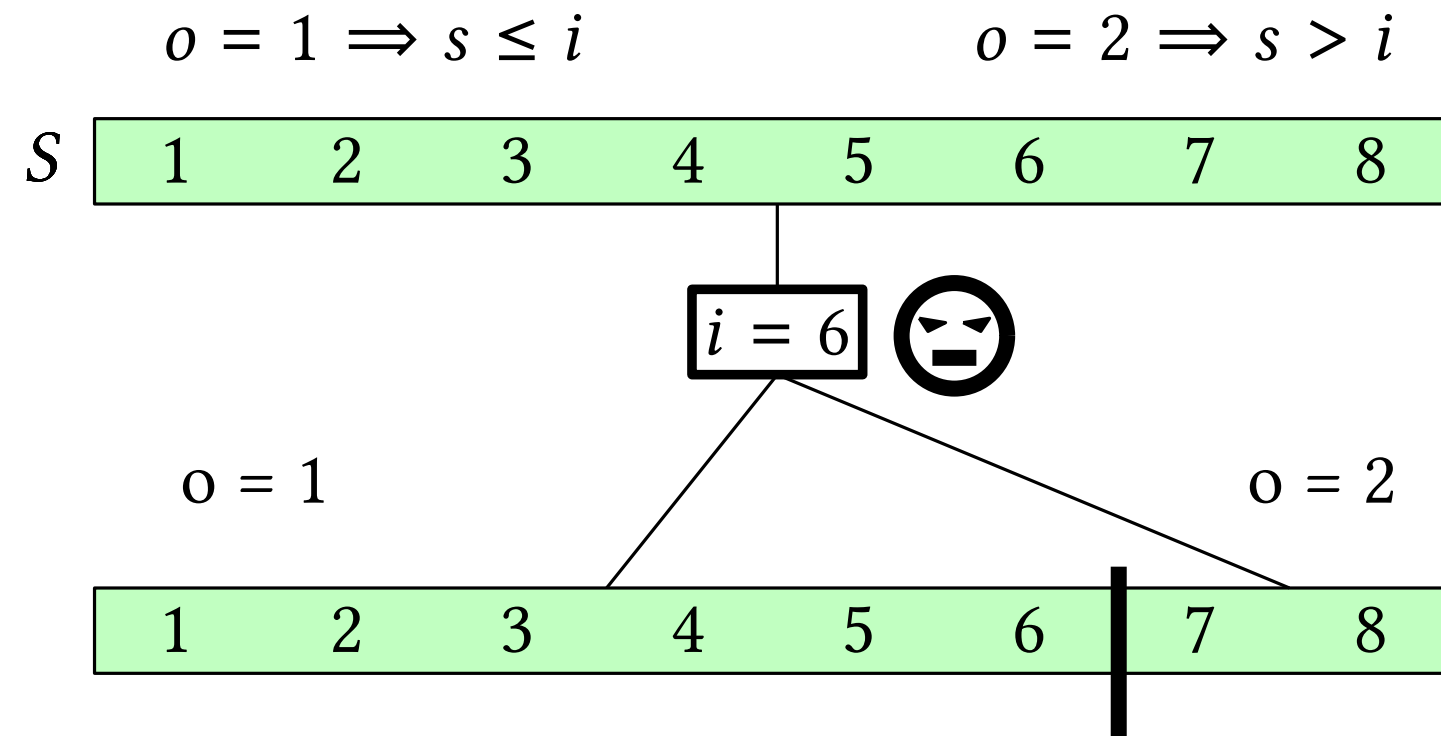 o = 1 ⟹ s ≤ i o = 2 ⟹ s > i
S 1 2 3 4 5 6 7 8
i = 6
o = 1 o = 2
1 2 3 4 5 6 7 8